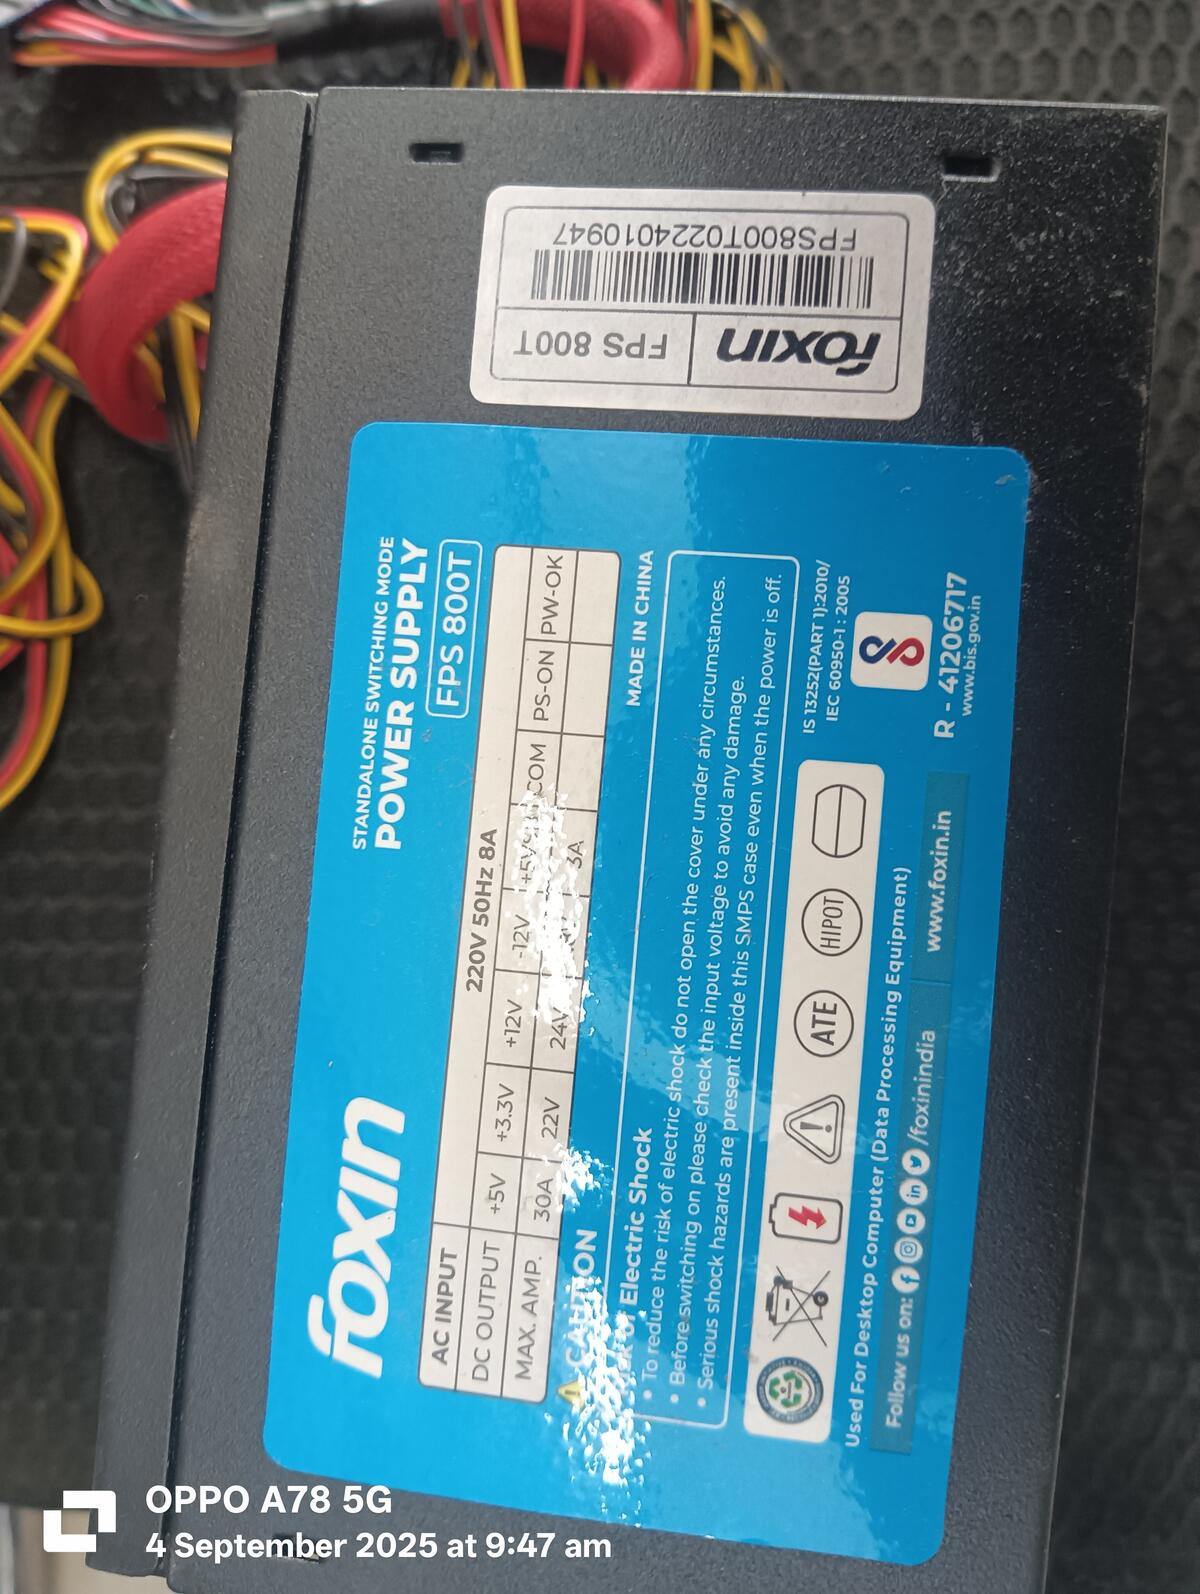 FPS800T0224010947
foxin
FPS 800T
foxin
STANDALONE SWITCHING MODE
POWER SUPPLY
FPS 800T
AC INPUT 220V 50Hz 8A
DC OUTPUT +5V +3.3V +12V -12V COM PS-ON PW-OK
MAX. AMP. 30A 22V 3A
MADE IN CHINA
CAUTION
Electric Shock
• To reduce the risk of electric shock do not open the cover under any circumstances.
• Before switching on please check the input voltage to avoid any damage.
• Serious shock hazards are present inside this SMPS case even when the power is off.
ATE
HIPOT
IS 13252(PART 1):2010/
IEC 60950-1 : 2005
R - 41206717
www.bis.gov.in
Used For Desktop Computer (Data Processing Equipment)
Follow us on: /foxinindia
www.foxin.in
OPPO A78 5G
4 September 2025 at 9:47 am